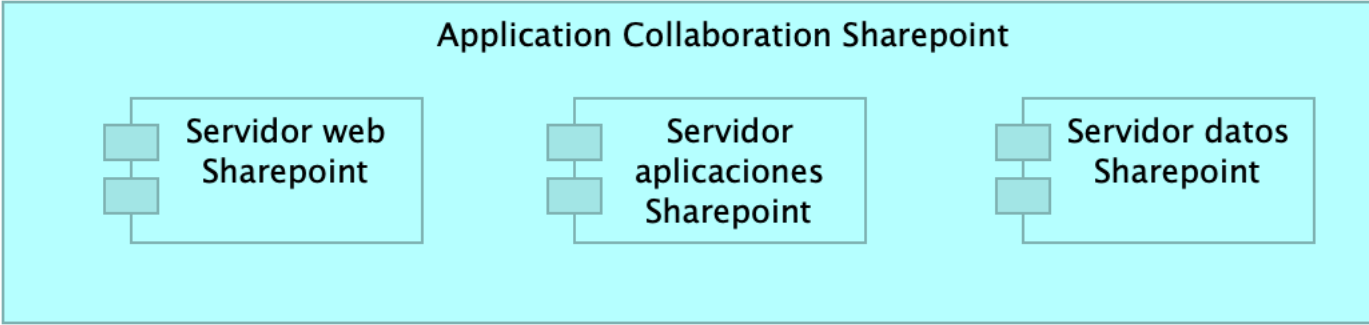 Application Collaboration Sharepoint
Servidor web
Sharepoint
Servidor
aplicaciones
Sharepoint
Servidor datos
Sharepoint